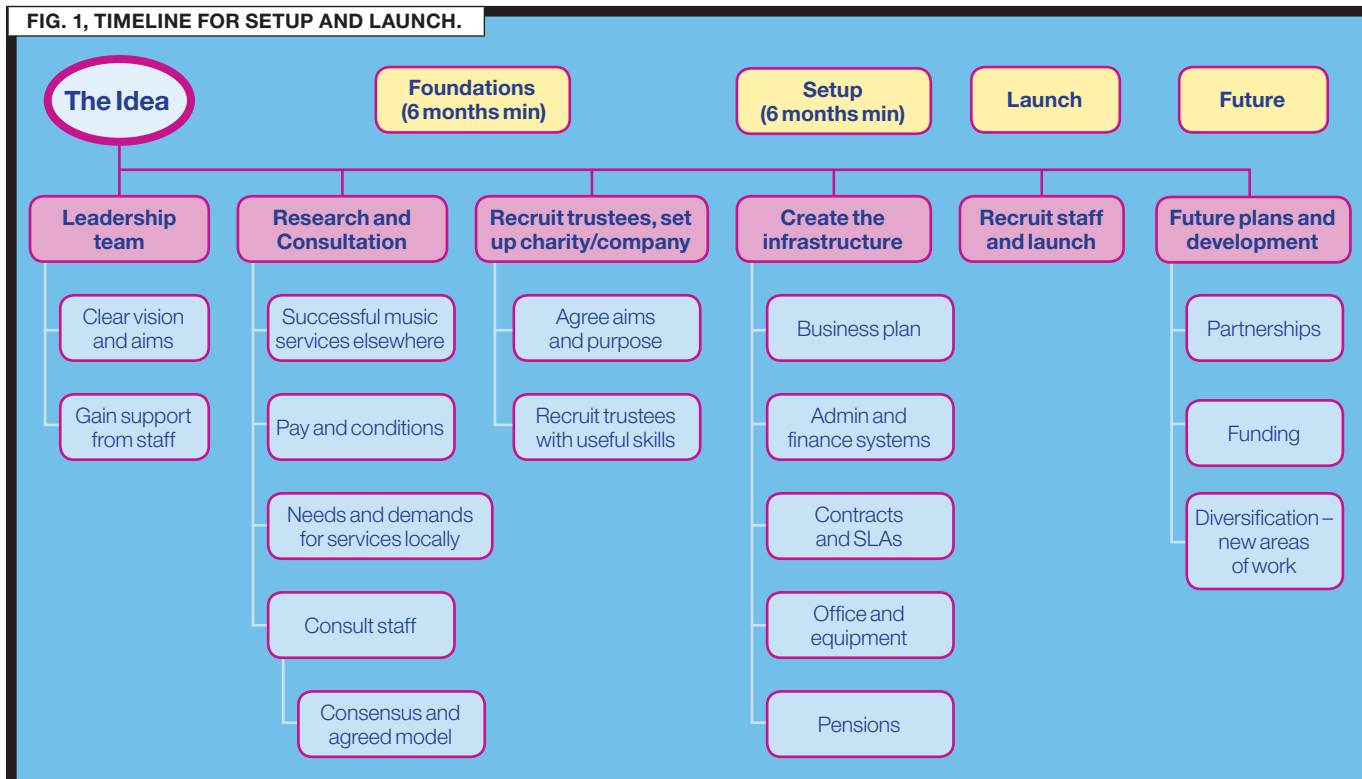 FIG. 1, TIMELINE FOR SETUP AND LAUNCH.
The Idea
Foundations
(6 months min)
Setup
(6 months min)
Launch
Future
Leadership
team
Research and
Consultation
Recruit trustees, set
up charity/company
Create the
infrastructure
Recruit staff
and launch
Future plans and
development
Clear vision
and aims
Gain support
from staff
Successful music
services elsewhere
Pay and conditions
Needs and demands
for services locally
Consult staff
Consensus and
agreed model
Agree aims
and purpose
Recruit trustees
with useful skills
Business plan
Admin and
finance systems
Contracts
and SLAs
Office and
equipment
Pensions
Partnerships
Funding
Diversification –
new areas
of work